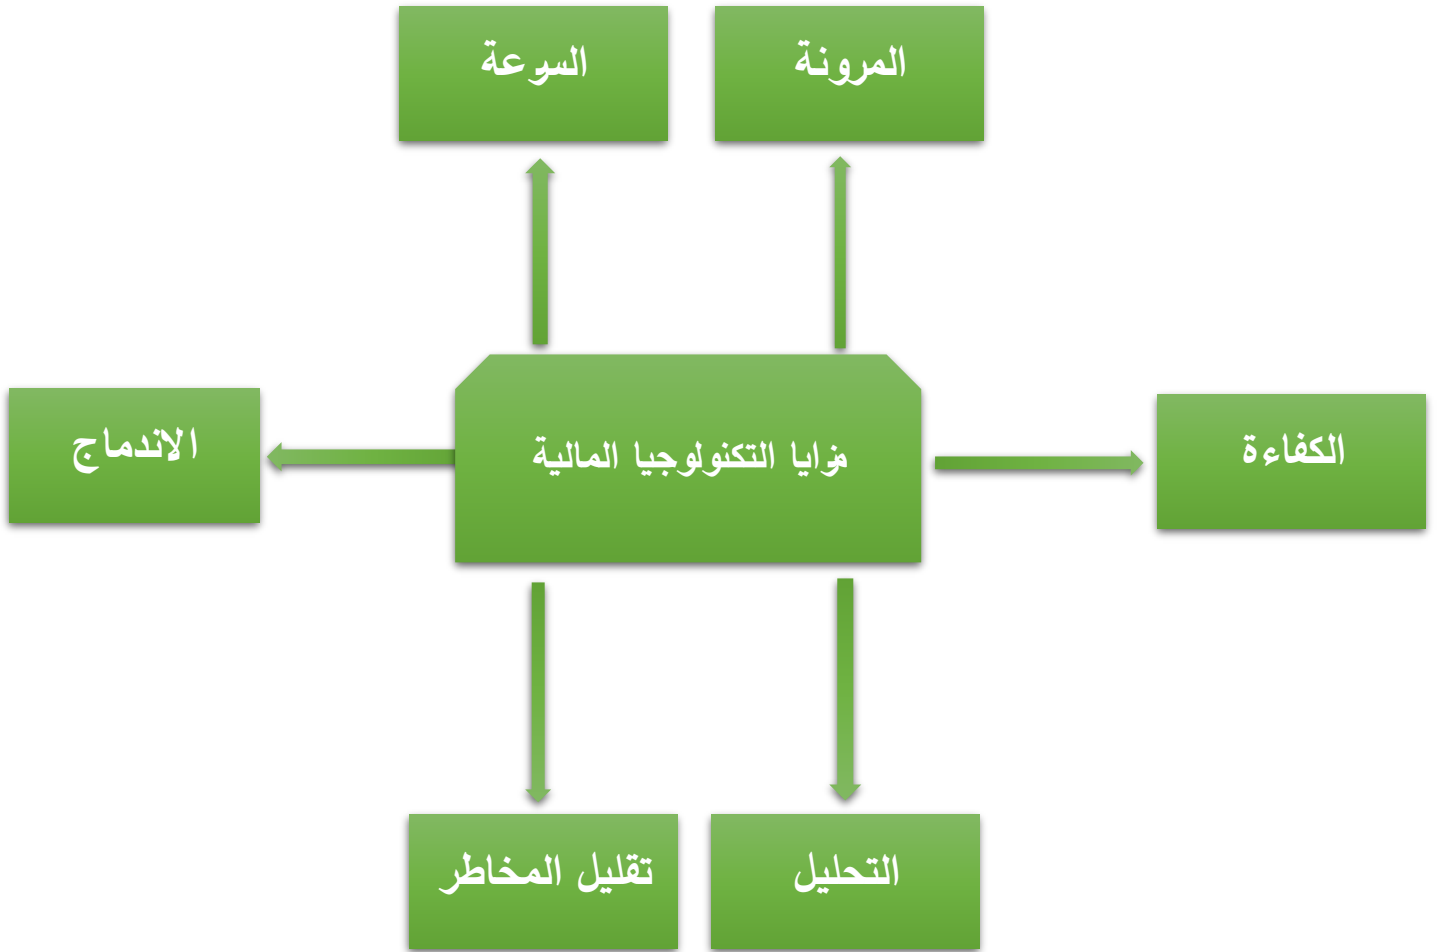 المرونة
السرعة
الكفاءة
مزايا التكنولوجيا المالية
الاندماج
التحليل
تقليل المخاطر